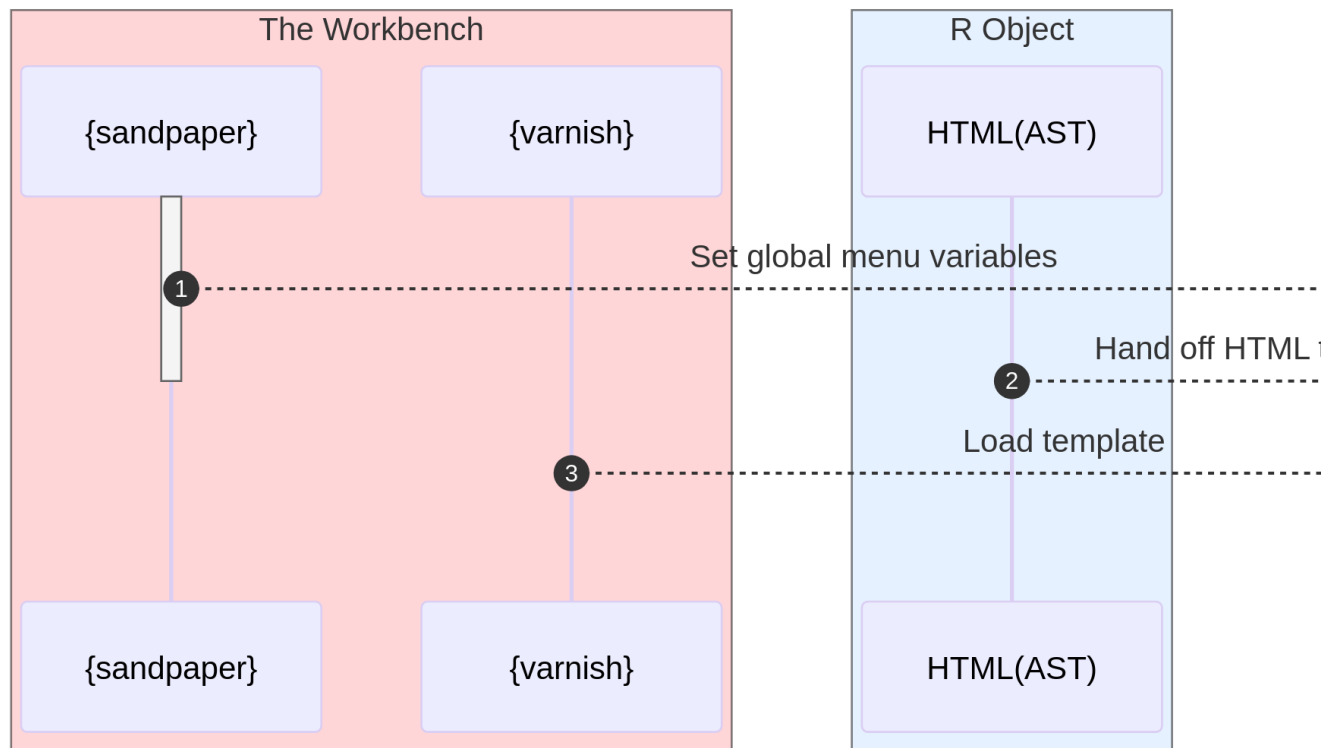 The Workbench
R Object
{sandpaper}
{varnish}
HTML(AST)
Set global menu variables
1
Hand off HTML
2
Load template
3
{sandpaper}
{varnish}
HTML(AST)